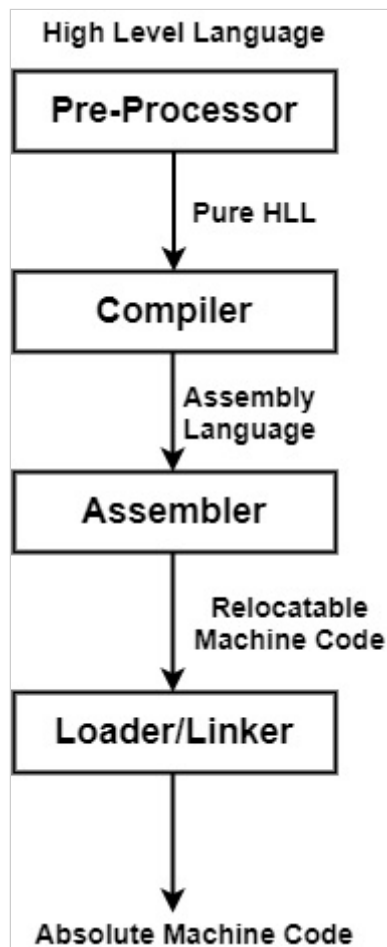 High Level Language
Pre-Processor
Pure HLL
Compiler
Assembly
Language
Assembler
Relocatable
Machine Code
Loader/Linker
Absolute Machine Code